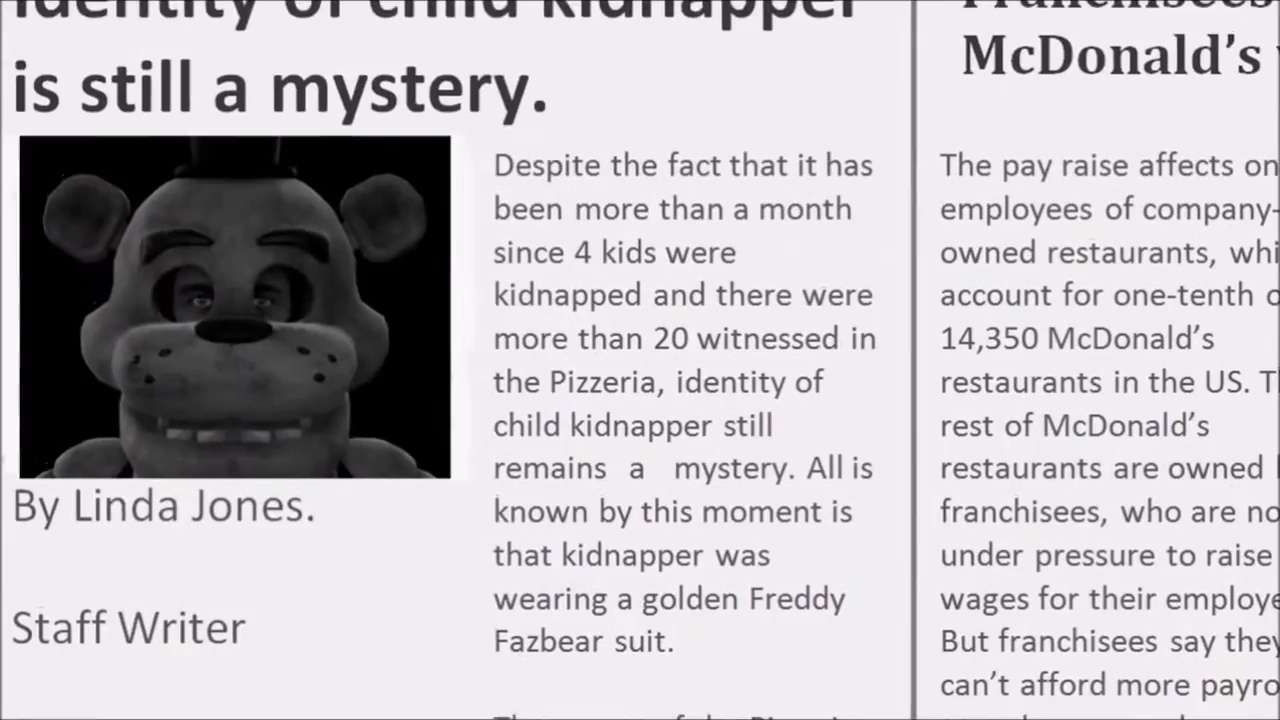 identity of child kidnapper
is still a mystery.
By Linda Jones.
Staff Writer
Despite the fact that it has
been more than a month
since 4 kids were
kidnapped and there were
more than 20 witnessed in
the Pizzeria, identity of
child kidnapper still
remains a mystery. All is
known by this moment is
that kidnapper was
wearing a golden Freddy
Fazbear suit.
Franchisees
McDonald’s
The pay raise affects
employees of company-
owned restaurants,
account for one-tenth
14,350 McDonald’s
restaurants in the US.
rest of McDonald’s
restaurants are owned
franchisees, who are
under pressure to raise
wages for their
But franchisees say
can’t afford more